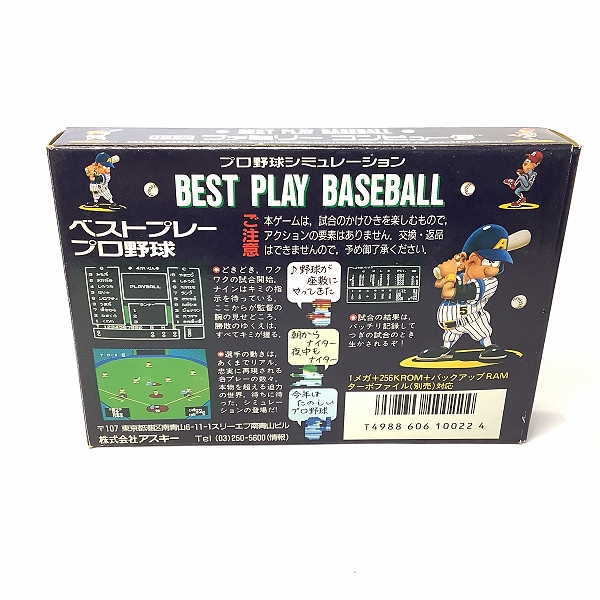 BEST PLAY BASEBALL
ファミリー コンピュータ
プロ野球シミュレーション
BEST PLAY BASEBALL
ベストプレー
プロ野球
ご注意
本ゲームは、試合のかけひきを楽しむもので、
アクションの要素はありません。交換・返品
はできませんので、予め御了承ください。
PLAYBALL
●どきどき。ワク
ワクの試合開始。
ナインはキミの指
示を待っている。
ここからが監督の
腕の見せどころ。
勝敗のゆくえは、
すべてキミが握る。
●選手の動きは、
あくまでリアル。
忠実に再現される
名プレーの数々。
本物を超える迫力
の世界。待ちに待
った、シミュレー
ションの登場だ!
♪野球が
座敷に
やってきた
朝から
ナイター
夜中も
ナイター
今年は
たのしい
プロ野球
●試合の結果は、
バッチリ記録して
つぎの試合のとき
生かされるぞ!
1メガ+256KROM+バックアップRAM
ターボファイル(別売)対応
T4988 606 10022 4
〒107 東京都港区南青山6-11-1スリーエフ南青山ビル
株式会社アスキー Tel (03)250-5600(情報)